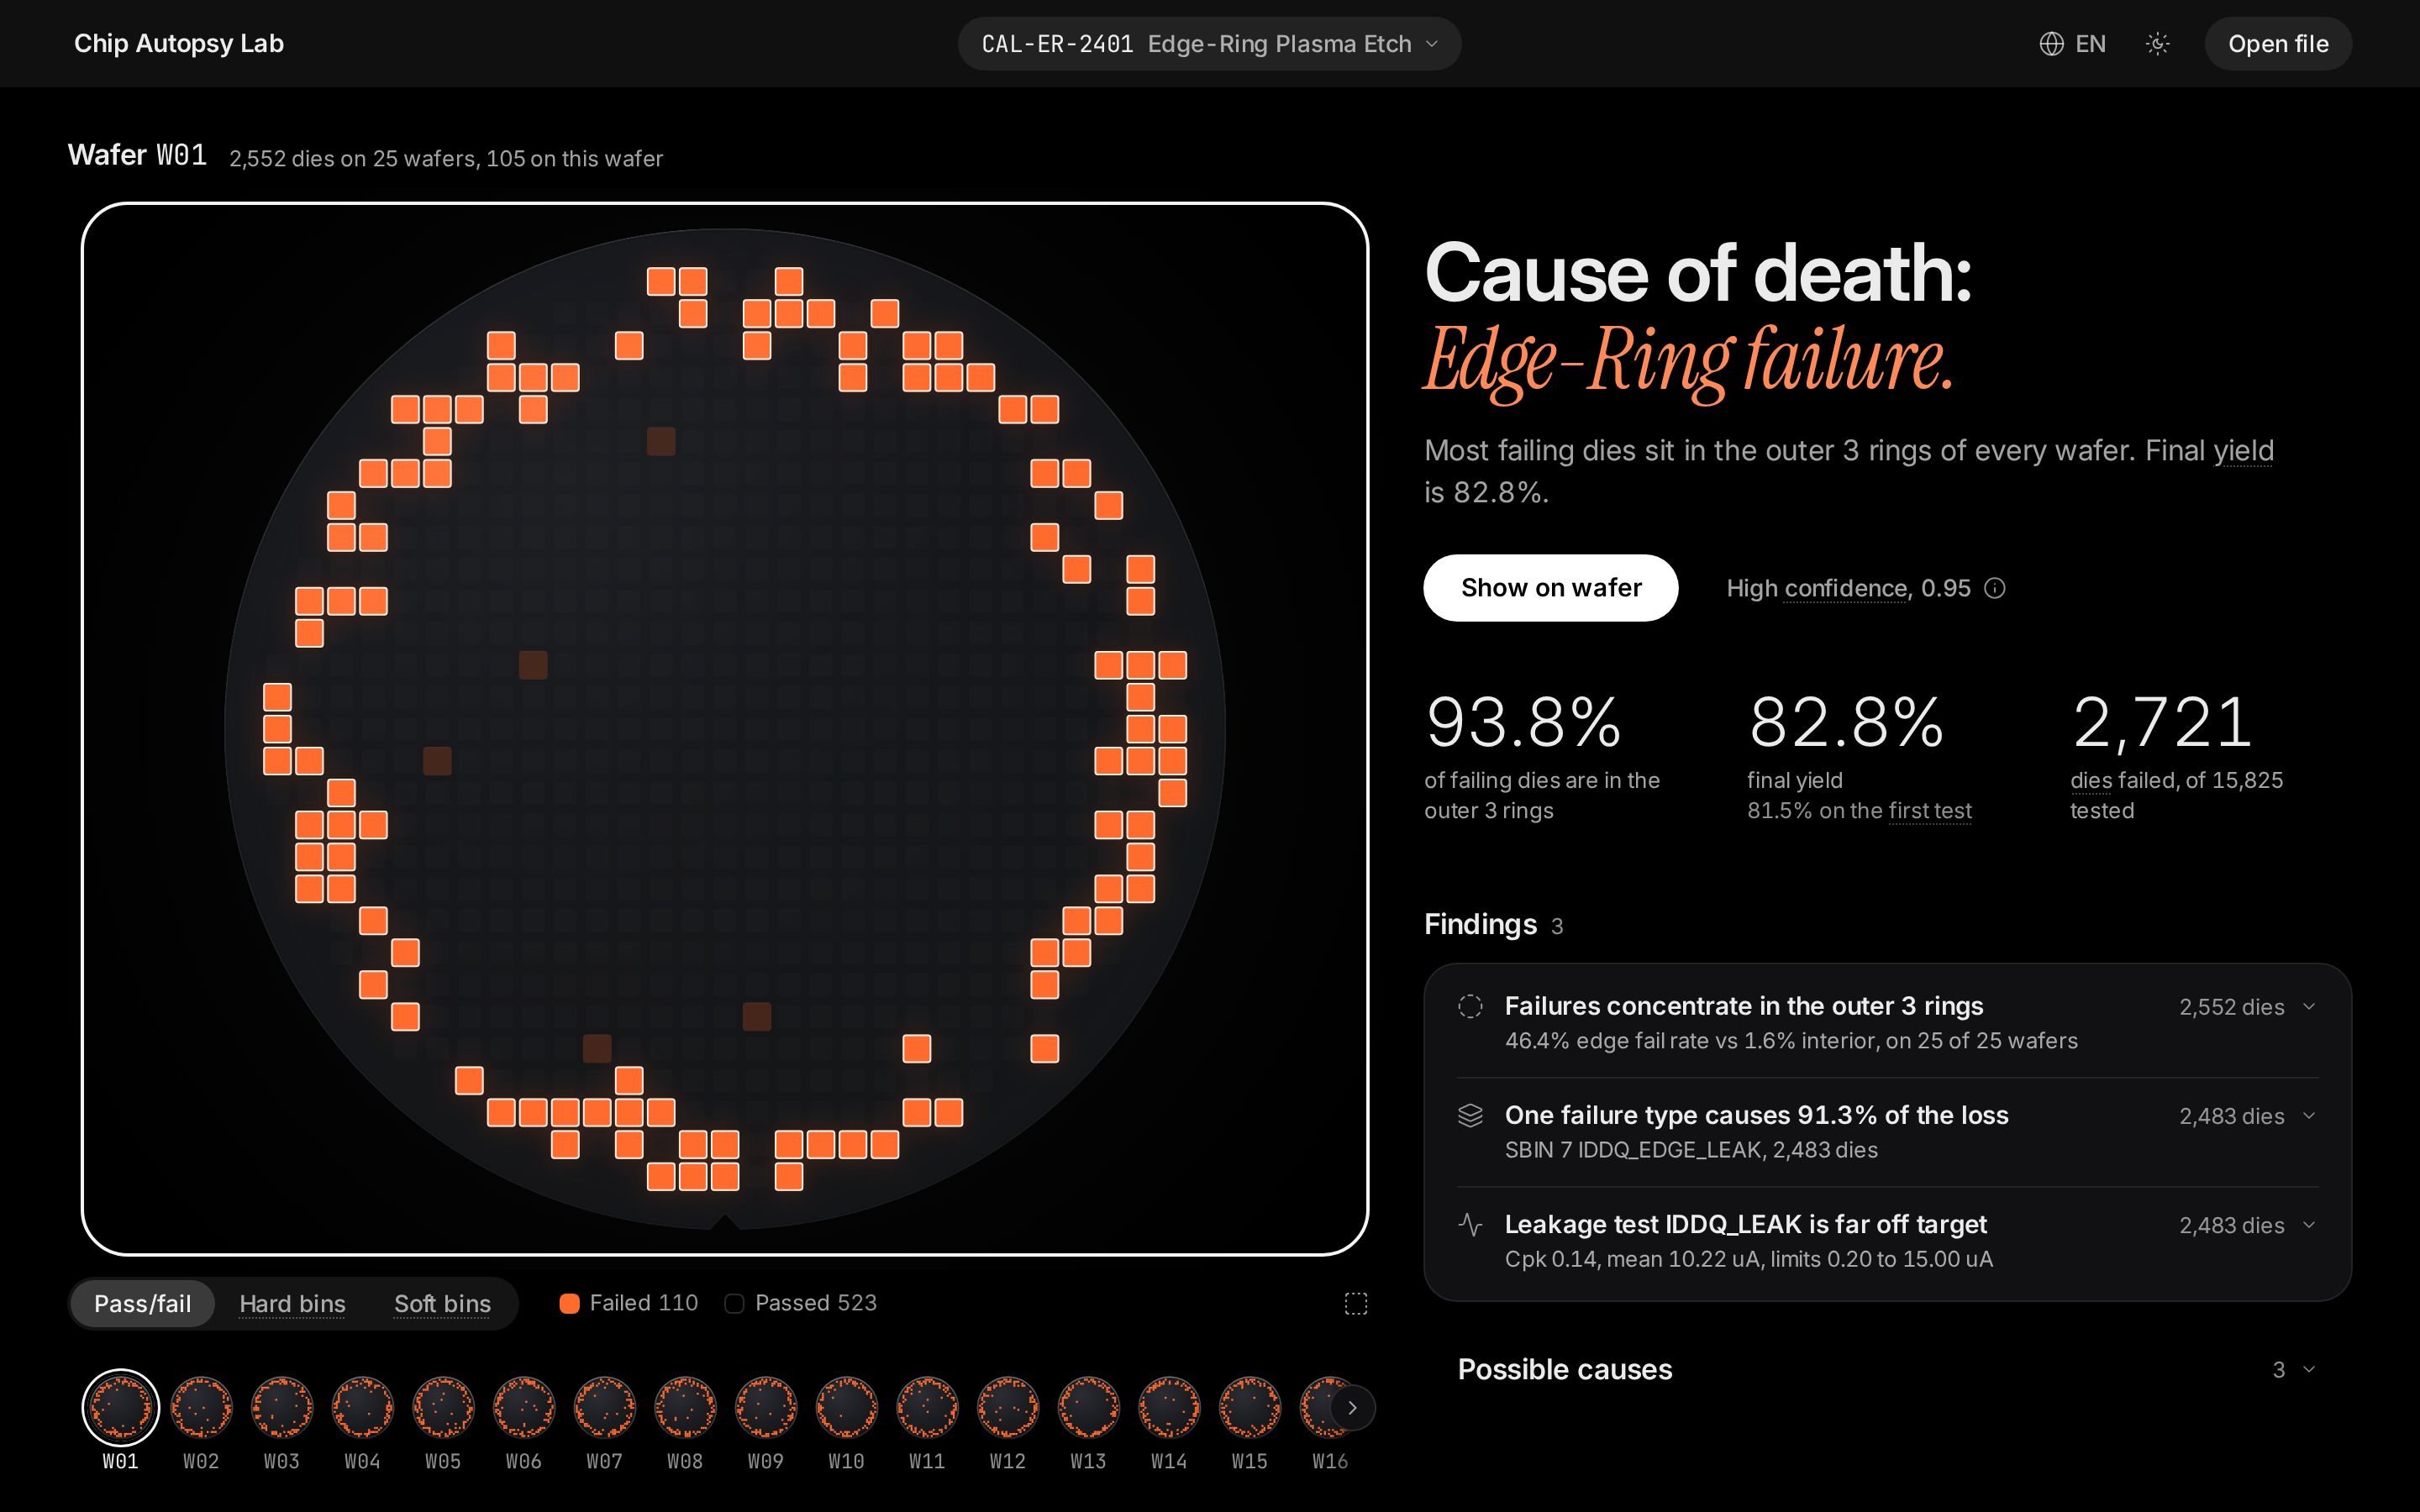 Chip Autopsy Lab
CAL-ER-2401 Edge-Ring Plasma Etch
EN
Open file
Wafer W01 2,552 dies on 25 wafers, 105 on this wafer
Cause of death:
Edge-Ring failure.
Most failing dies sit in the outer 3 rings of every wafer. Final yield
is 82.8%.
Show on wafer
High confidence, 0.95
93.8%
of failing dies are in the
outer 3 rings
82.8%
final yield
81.5% on the first test
2,721
dies failed, of 15,825
tested
Findings 3
Failures concentrate in the outer 3 rings 2,552 dies
46.4% edge fail rate vs 1.6% interior, on 25 of 25 wafers
One failure type causes 91.3% of the loss 2,483 dies
SBIN 7 IDDQ_EDGE_LEAK, 2,483 dies
Leakage test IDDQ_LEAK is far off target 2,483 dies
Cpk 0.14, mean 10.22 uA, limits 0.20 to 15.00 uA
Possible causes 3
Pass/fail Hard bins Soft bins Failed 110 Passed 523
W01 W02 W03 W04 W05 W06 W07 W08 W09 W10 W11 W12 W13 W14 W15 W16